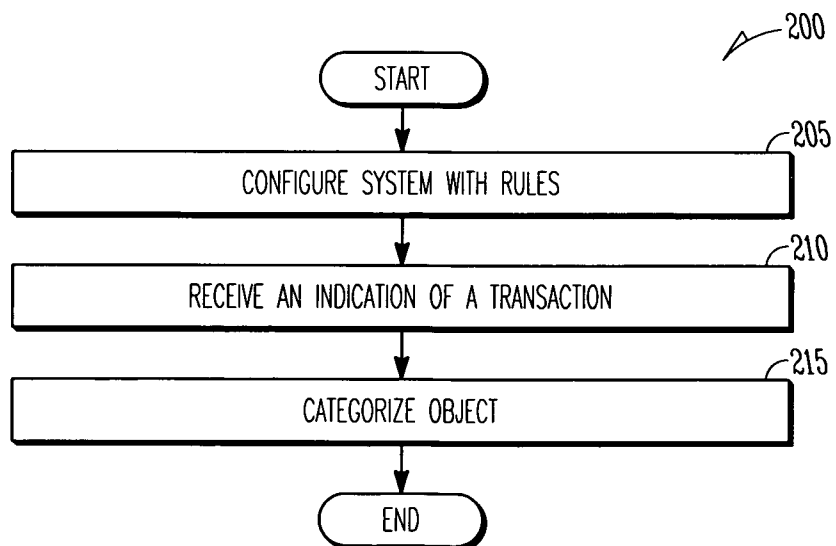 200
START
205
CONFIGURE SYSTEM WITH RULES
210
RECEIVE AN INDICATION OF A TRANSACTION
215
CATEGORIZE OBJECT
END